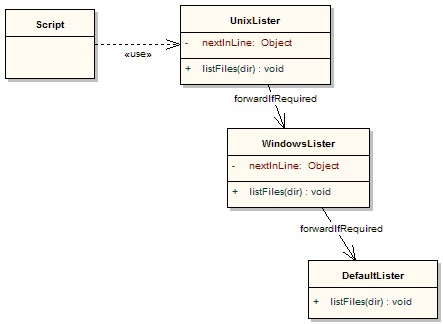 Script
UnixLister
- nextInLine: Object
«use»
+ listFiles(dir) : void
forwardIfRequired
WindowsLister
- nextInLine: Object
+ listFiles(dir) : void
forwardIfRequired
DefaultLister
+ listFiles(dir) : void